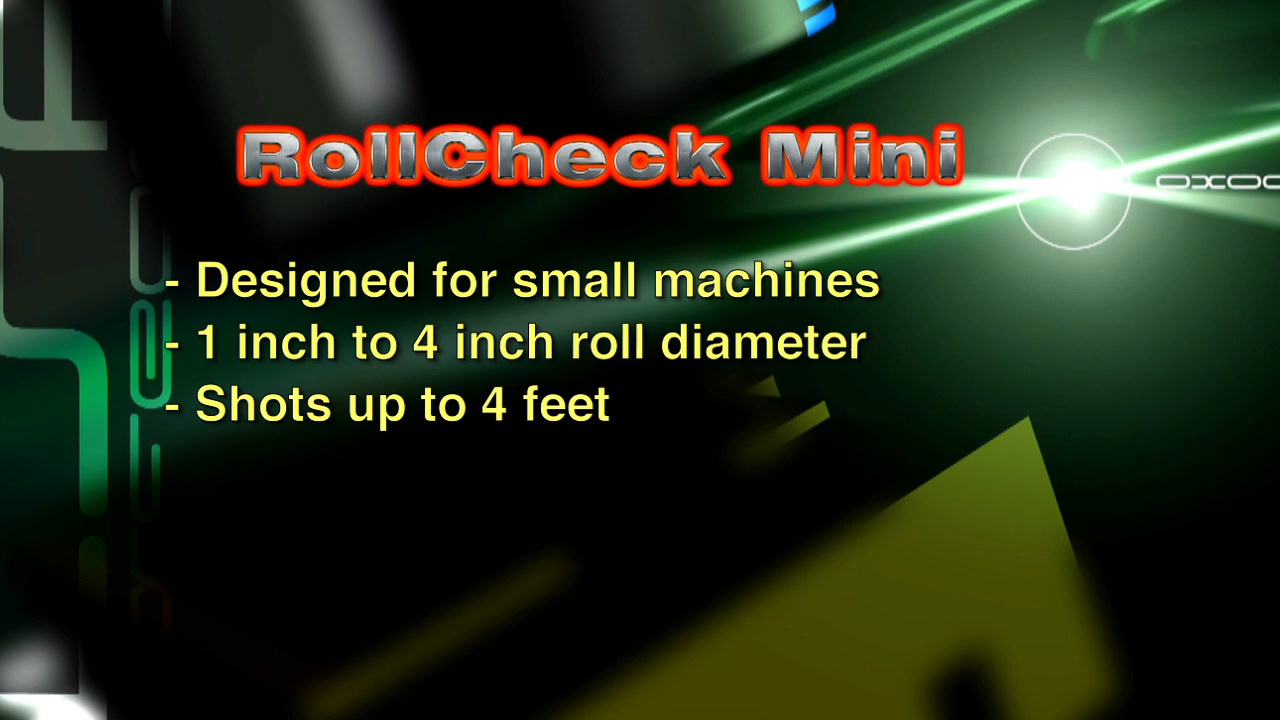 RollCheck Mini
- Designed for small machines
- 1 inch to 4 inch roll diameter
- Shots up to 4 feet